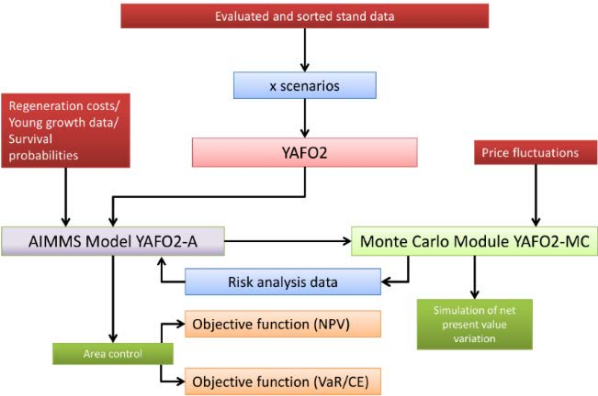 Evaluated and sorted stand data
x scenarios
Regeneration costs/
Young growth data/
Survival
probabilities
YAFO2
Price fluctuations
AIMMS Model YAFO2-A
Monte Carlo Module YAFO2-MC
Risk analysis data
Simulation of net
present value
variation
Objective function (NPV)
Area control
Objective function (VaR/CE)